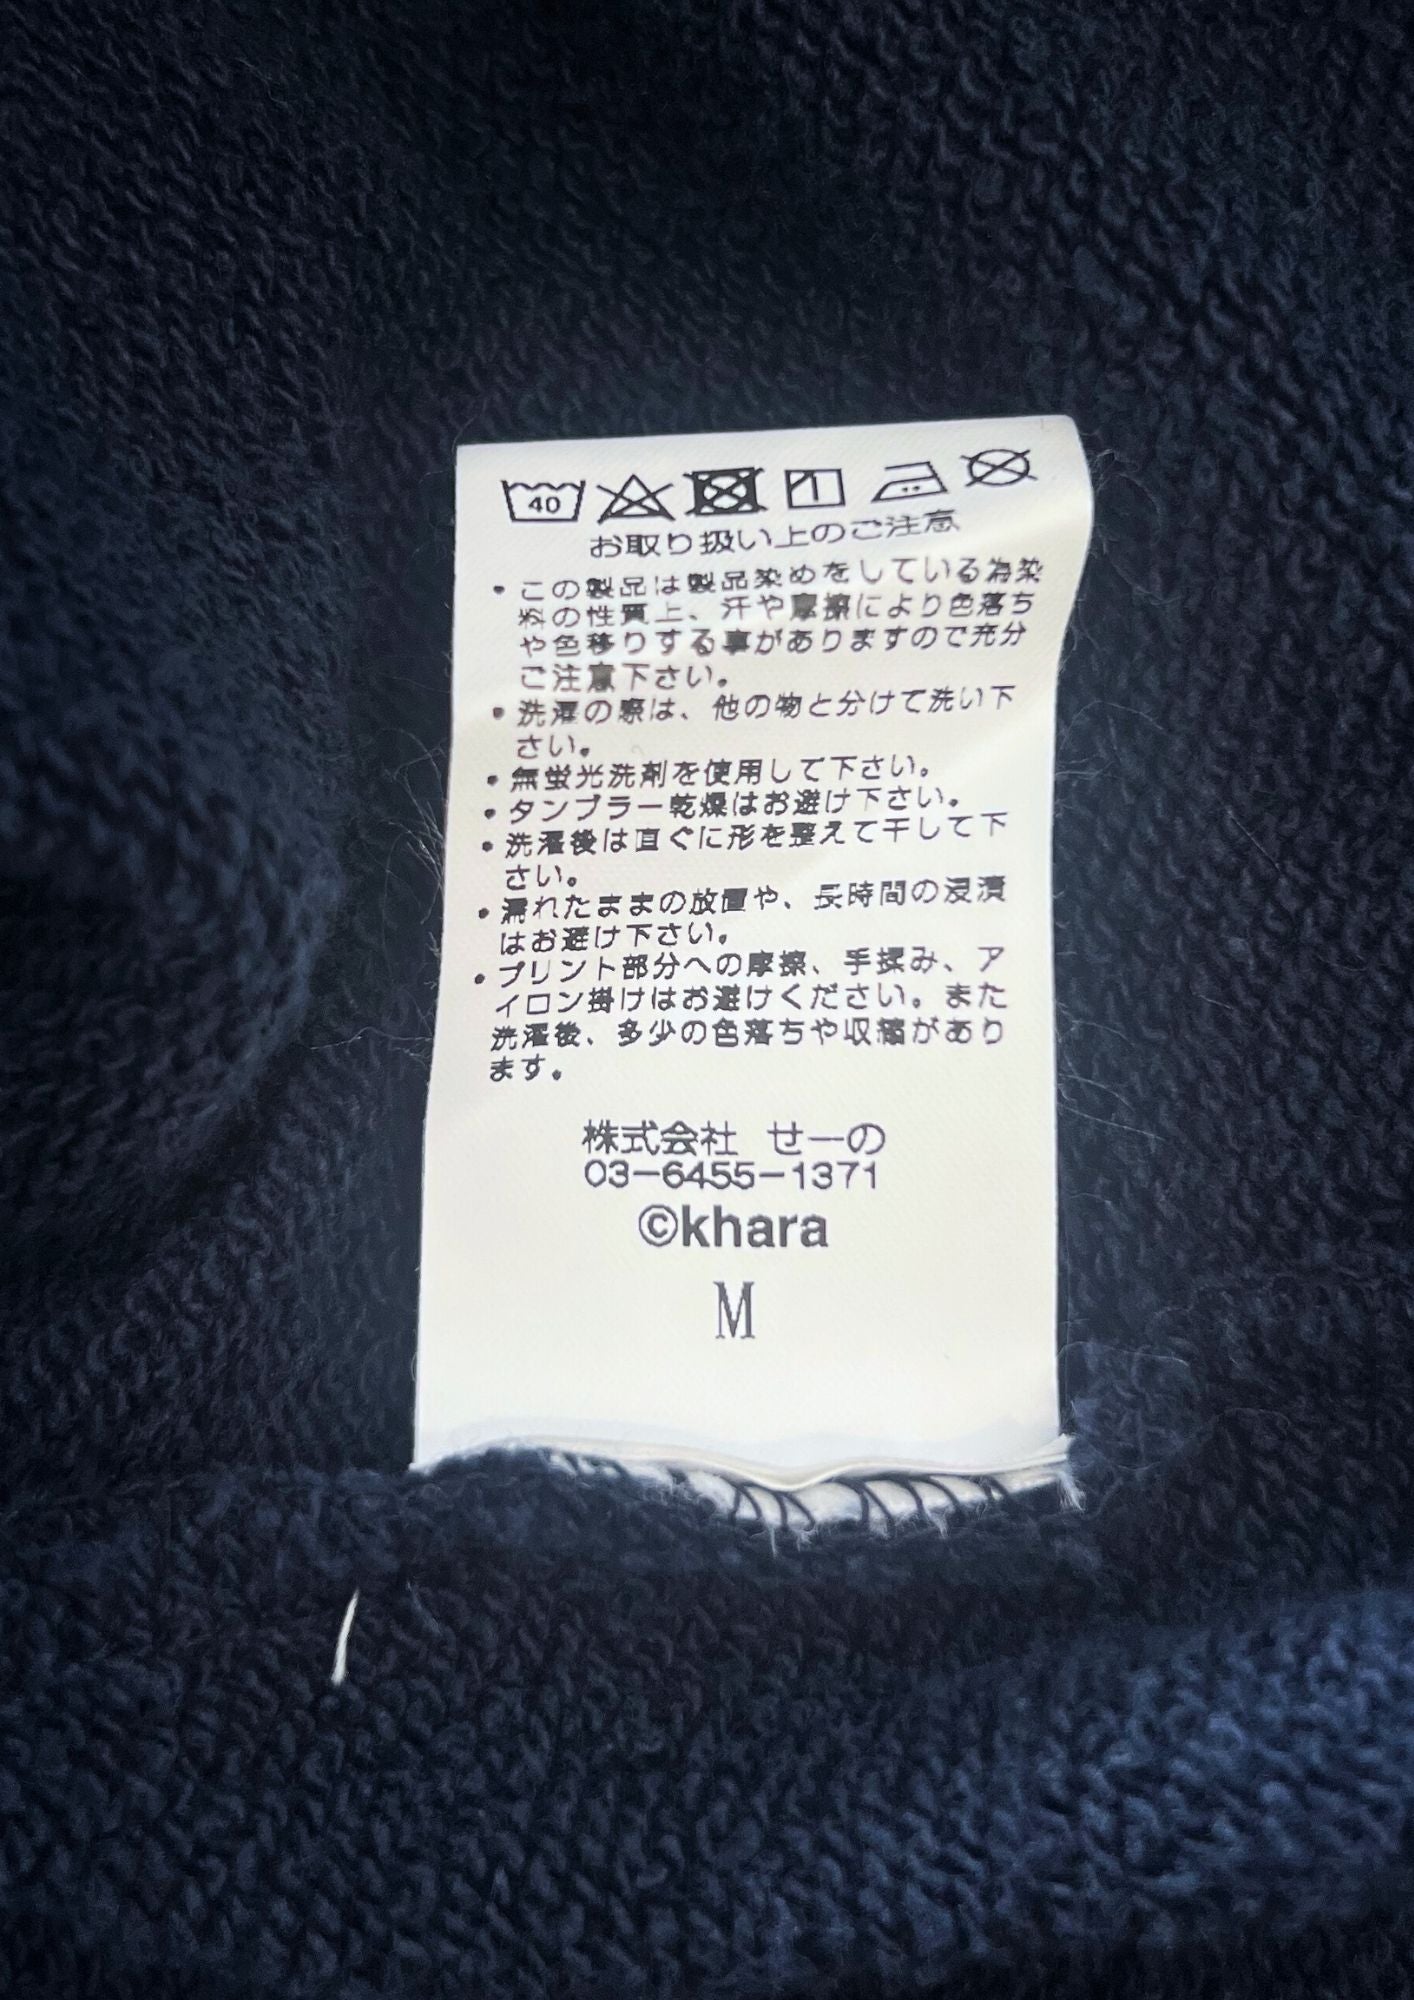 40
お取り扱い上のご注意
・この製品は製品染めをしている為染
料の性質上、汗や摩擦により色落ち
や色移りする事がありますので充分
ご注意下さい。
・洗濯の際は、他の物と分けて洗い下
さい。
・無蛍光洗剤を使用して下さい。
・タンブラー乾燥はお避け下さい。
・洗濯後は直ぐに形を整えて干して下
さい。
・濡れたままの放置や、長時間の浸漬
はお避け下さい。
・プリント部分への摩擦、手揉み、ア
イロン掛けはお避けください。また
洗濯後、多少の色落ちや収縮があり
ます。
株式会社 せーの
03-6455-1371
©khara
M